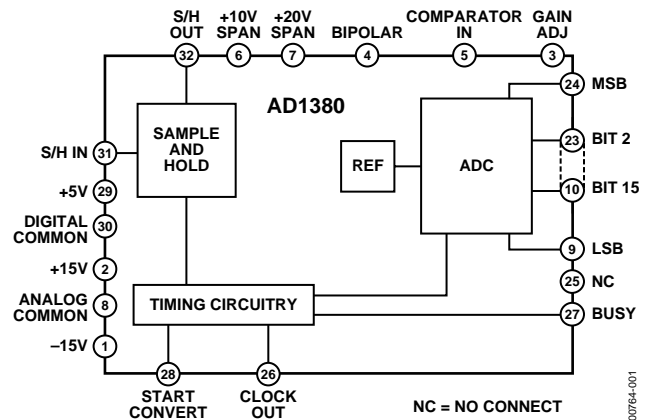 S/H
OUT
+10V
SPAN
+20V
SPAN
BIPOLAR
COMPARATOR
IN
GAIN
ADJ
32
6
7
4
5
3
AD1380
24
MSB
SAMPLE
AND
HOLD
REF
ADC
23
BIT 2
S/H IN
31
+5V
29
10
BIT 15
DIGITAL
COMMON
30
9
LSB
+15V
2
25
NC
ANALOG
COMMON
8
TIMING CIRCUITRY
27
BUSY
–15V
1
28
26
START
CONVERT
CLOCK
OUT
NC = NO CONNECT
00764-001